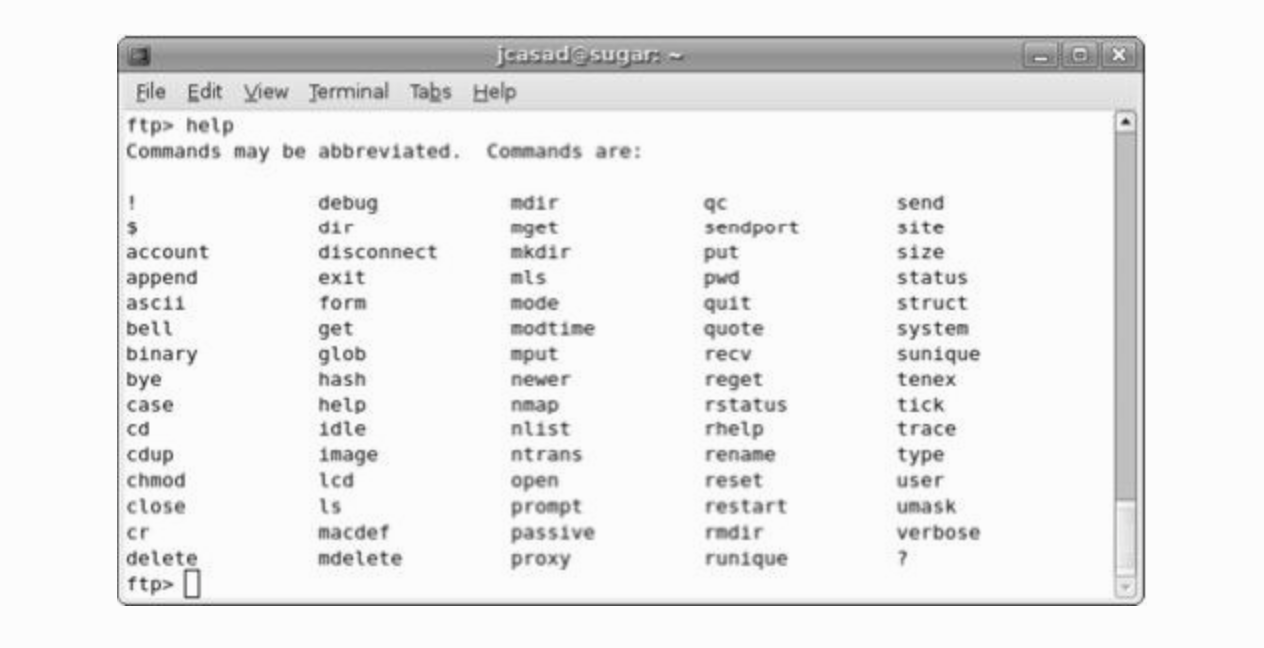 jcasad@sugar: ~
File Edit View Terminal Tabs Help
ftp> help
Commands may be abbreviated. Commands are:
! debug mdir qc send
$ dir mget sendport site
account disconnect mkdir put size
append exit mls pwd status
ascii form mode quit struct
bell get modtime quote system
binary glob mput recv sunique
bye hash newer reget tenex
case help nmap rstatus tick
cd idle nlist rhelp trace
cdup image ntrans rename type
chmod lcd open reset user
close ls prompt restart umask
cr macdef passive rmdir verbose
delete mdelete proxy runique ?
ftp>